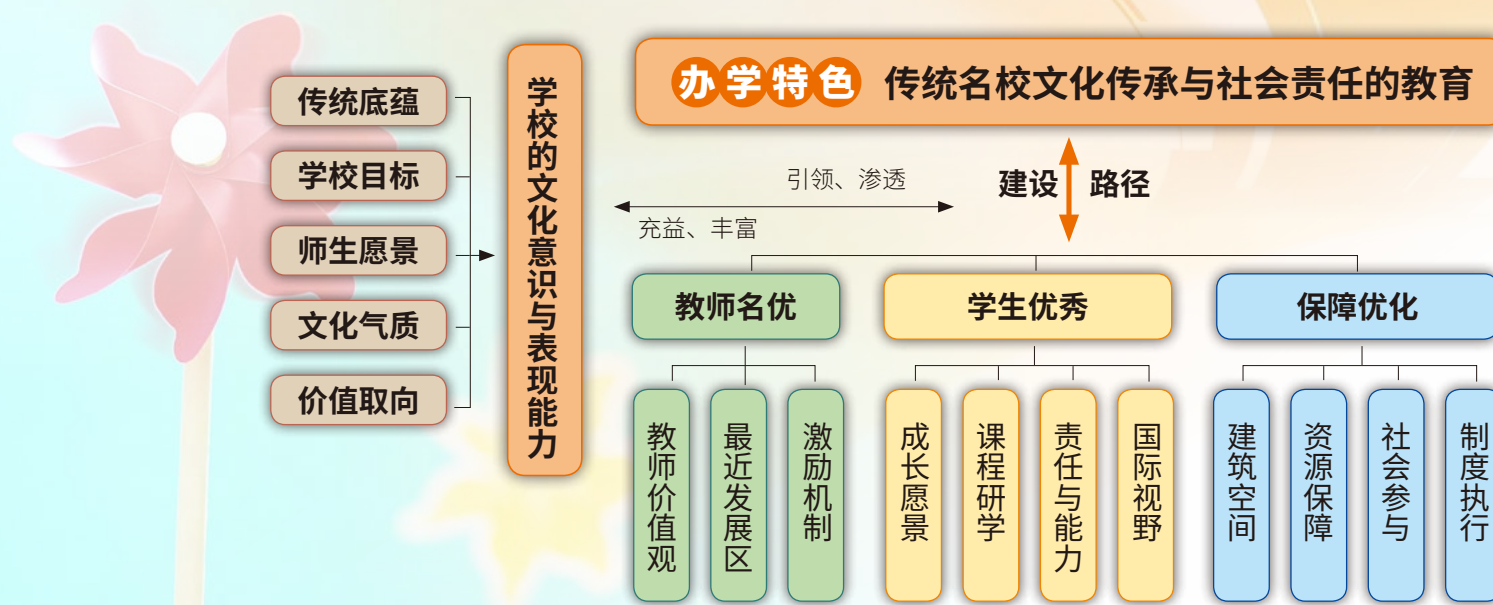 传统底蕴
学校目标
师生愿景
文化气质
价值取向
学校的文化意识与表现能力
办学特色 传统名校文化传承与社会责任的教育
引领、渗透
充益、丰富
建设 路径
教师名优
学生优秀
保障优化
教师价值观
最近发展区
激励机制
成长愿景
课程研学
责任与能力
国际视野
建筑空间
资源保障
社会参与
制度执行